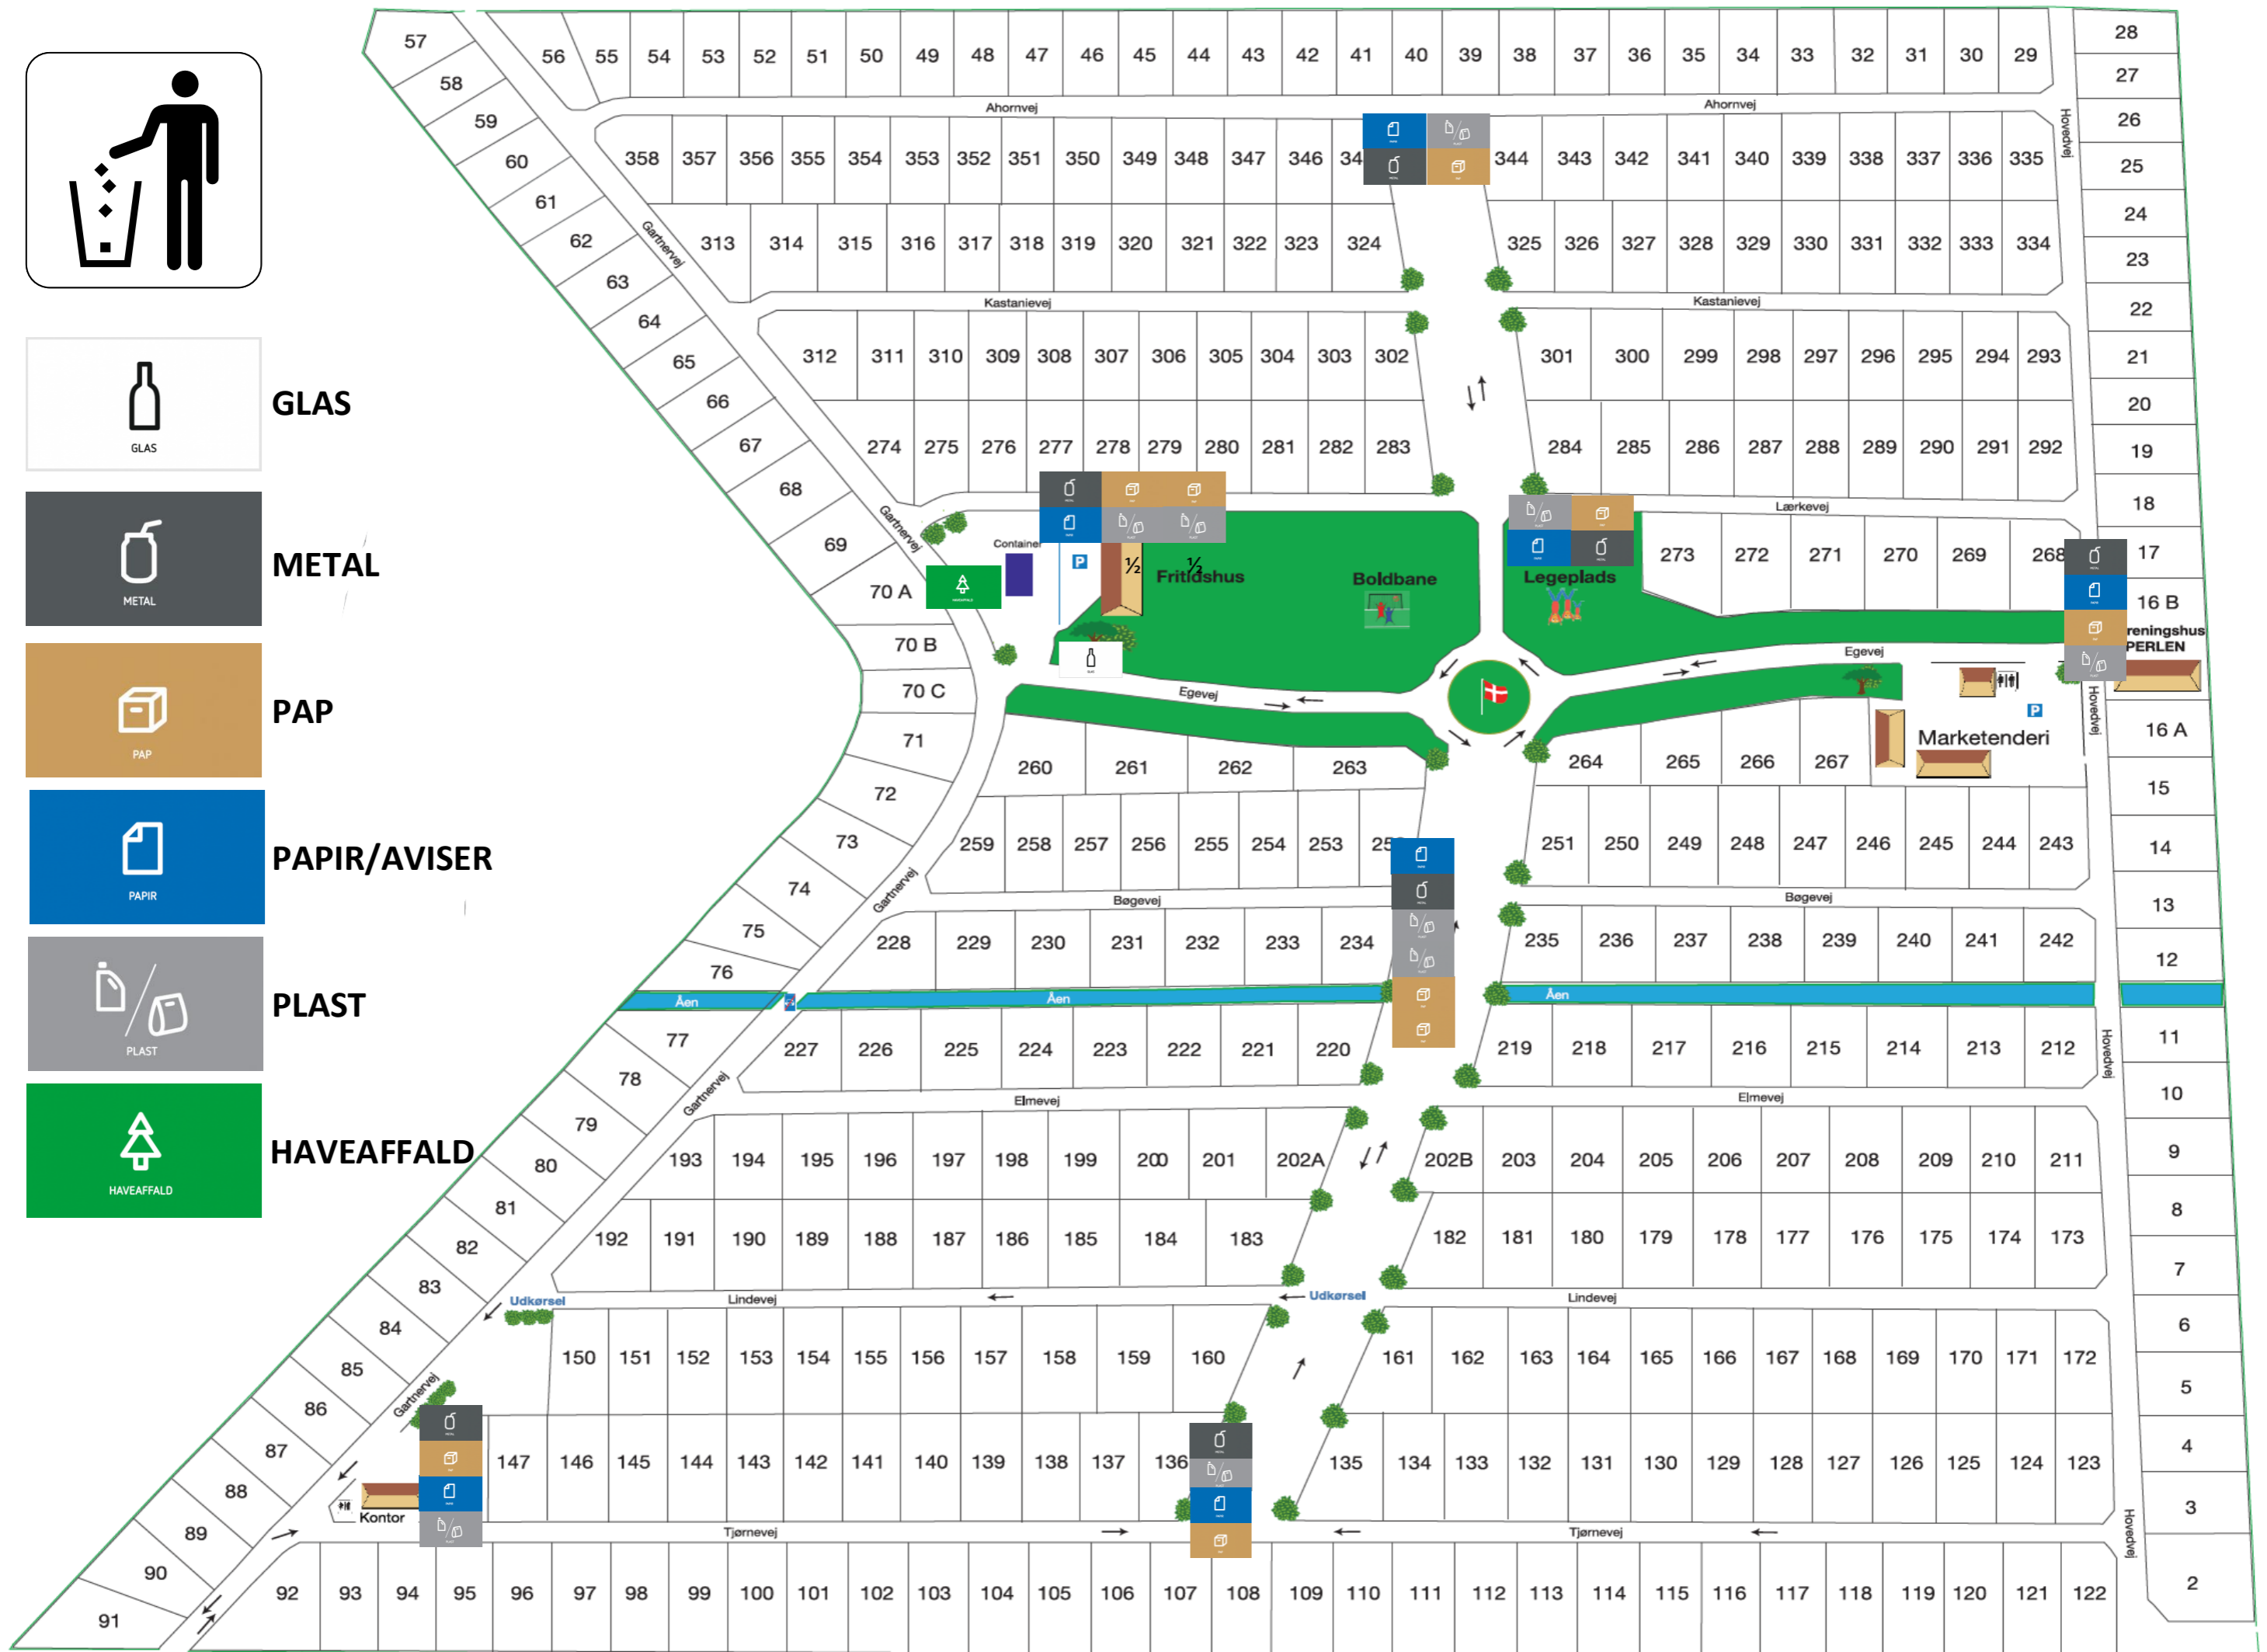 57
56 55 54 53 52 51 50 49 48 47 46 45 44 43 42 41 40 39 38 37 36 35 34 33 32 31 30 29
28
58
27
Ahornvej
Ahornvej
59
26
Hovedvej
60
358 357 356 355 354 353 352 351 350 349 348 347 346 34
344 343 342 341 340 339 338 337 336 335
25
61
24
62
Gartnervej
313 314 315 316 317 318 319 320 321 322 323 324
325 326 327 328 329 330 331 332 333 334
23
63
Kastanievej
Kastanievej
22
64
65
312 311 310 309 308 307 306 305 304 303 302
301 300 299 298 297 296 295 294 293
21
66
20
GLAS
GLAS
67
274 275 276 277 278 279 280 281 282 283
284 285 286 287 288 289 290 291 292
19
68
18
Lærkevej
Gartnervej
69
Container
P
½
½
Fritidshus
Boldbane
Legeplads
273 272 271 270 269 268
17
METAL
METAL
70 A
16 B
reningshus
PERLEN
70 B
Egevej
Egevej
70 C
Hovedvej
P
PAP
PAP
71
16 A
Marketenderi
260 261 262 263
264 265 266 267
72
15
73
259 258 257 256 255 254 253 25
251 250 249 248 247 246 245 244 243
14
PAPIR
PAPIR/AVISER
74
Gartnervej
Bøgevej
Bøgevej
13
75
228 229 230 231 232 233 234
235 236 237 238 239 240 241 242
76
12
Åen
Åen
Åen
PLAST
PLAST
77
227 226 225 224 223 222 221 220
219 218 217 216 215 214 213 212
11
Hovedvej
78
Gartnervej
10
Elmevej
Elmevej
79
80
193 194 195 196 197 198 199 200 201 202A
202B 203 204 205 206 207 208 209 210 211
9
HAVEAFFALD
HAVEAFFALD
81
8
82
192 191 190 189 188 187 186 185 184 183
182 181 180 179 178 177 176 175 174 173
7
83
Udkørsel
Lindevej
Udkørsel
Lindevej
84
6
85
150 151 152 153 154 155 156 157 158 159 160
161 162 163 164 165 166 167 168 169 170 171 172
5
Gartnervej
86
87
147 146 145 144 143 142 141 140 139 138 137 136
135 134 133 132 131 130 129 128 127 126 125 124 123
4
88
3
Kontor
89
Tjørnevej
Tjørnevej
Hovedvej
90
92 93 94 95 96 97 98 99 100 101 102 103 104 105 106 107 108 109 110 111 112 113 114 115 116 117 118 119 120 121 122
2
91